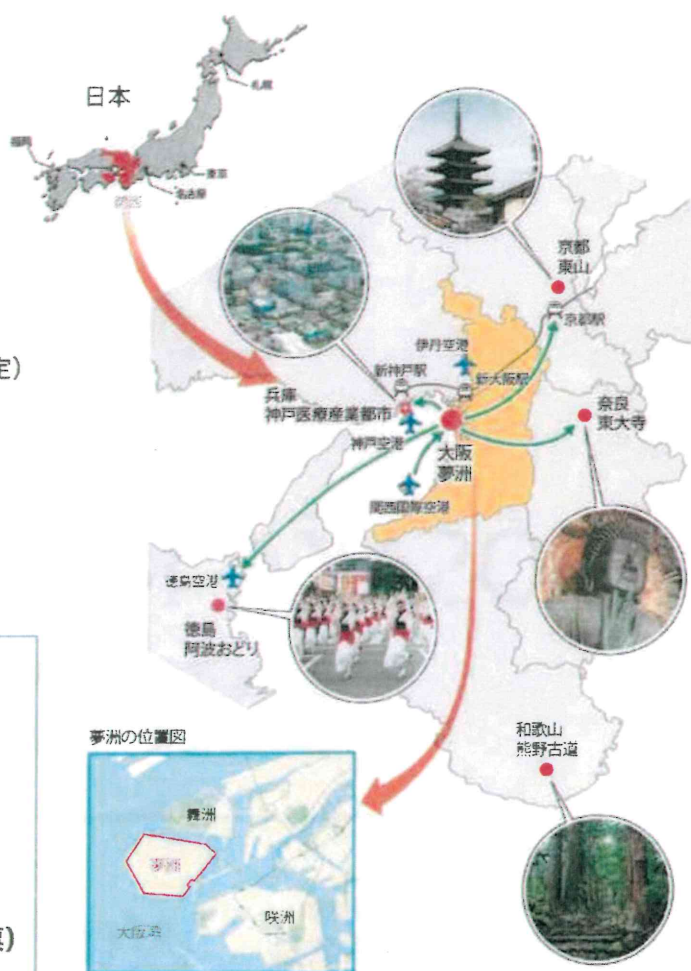 日本
札幌
福岡
東京
名古屋
定）
京都
東山
京都駅
伊丹空港
新神戸駅
新大阪駅
兵庫
神戸医療産業都市
奈良
東大寺
神戸空港
大阪
夢洲
関西国際空港
徳島空港
徳島
阿波おどり
和歌山
熊野古道
夢洲の位置図
舞洲
夢洲
咲洲
大阪湾